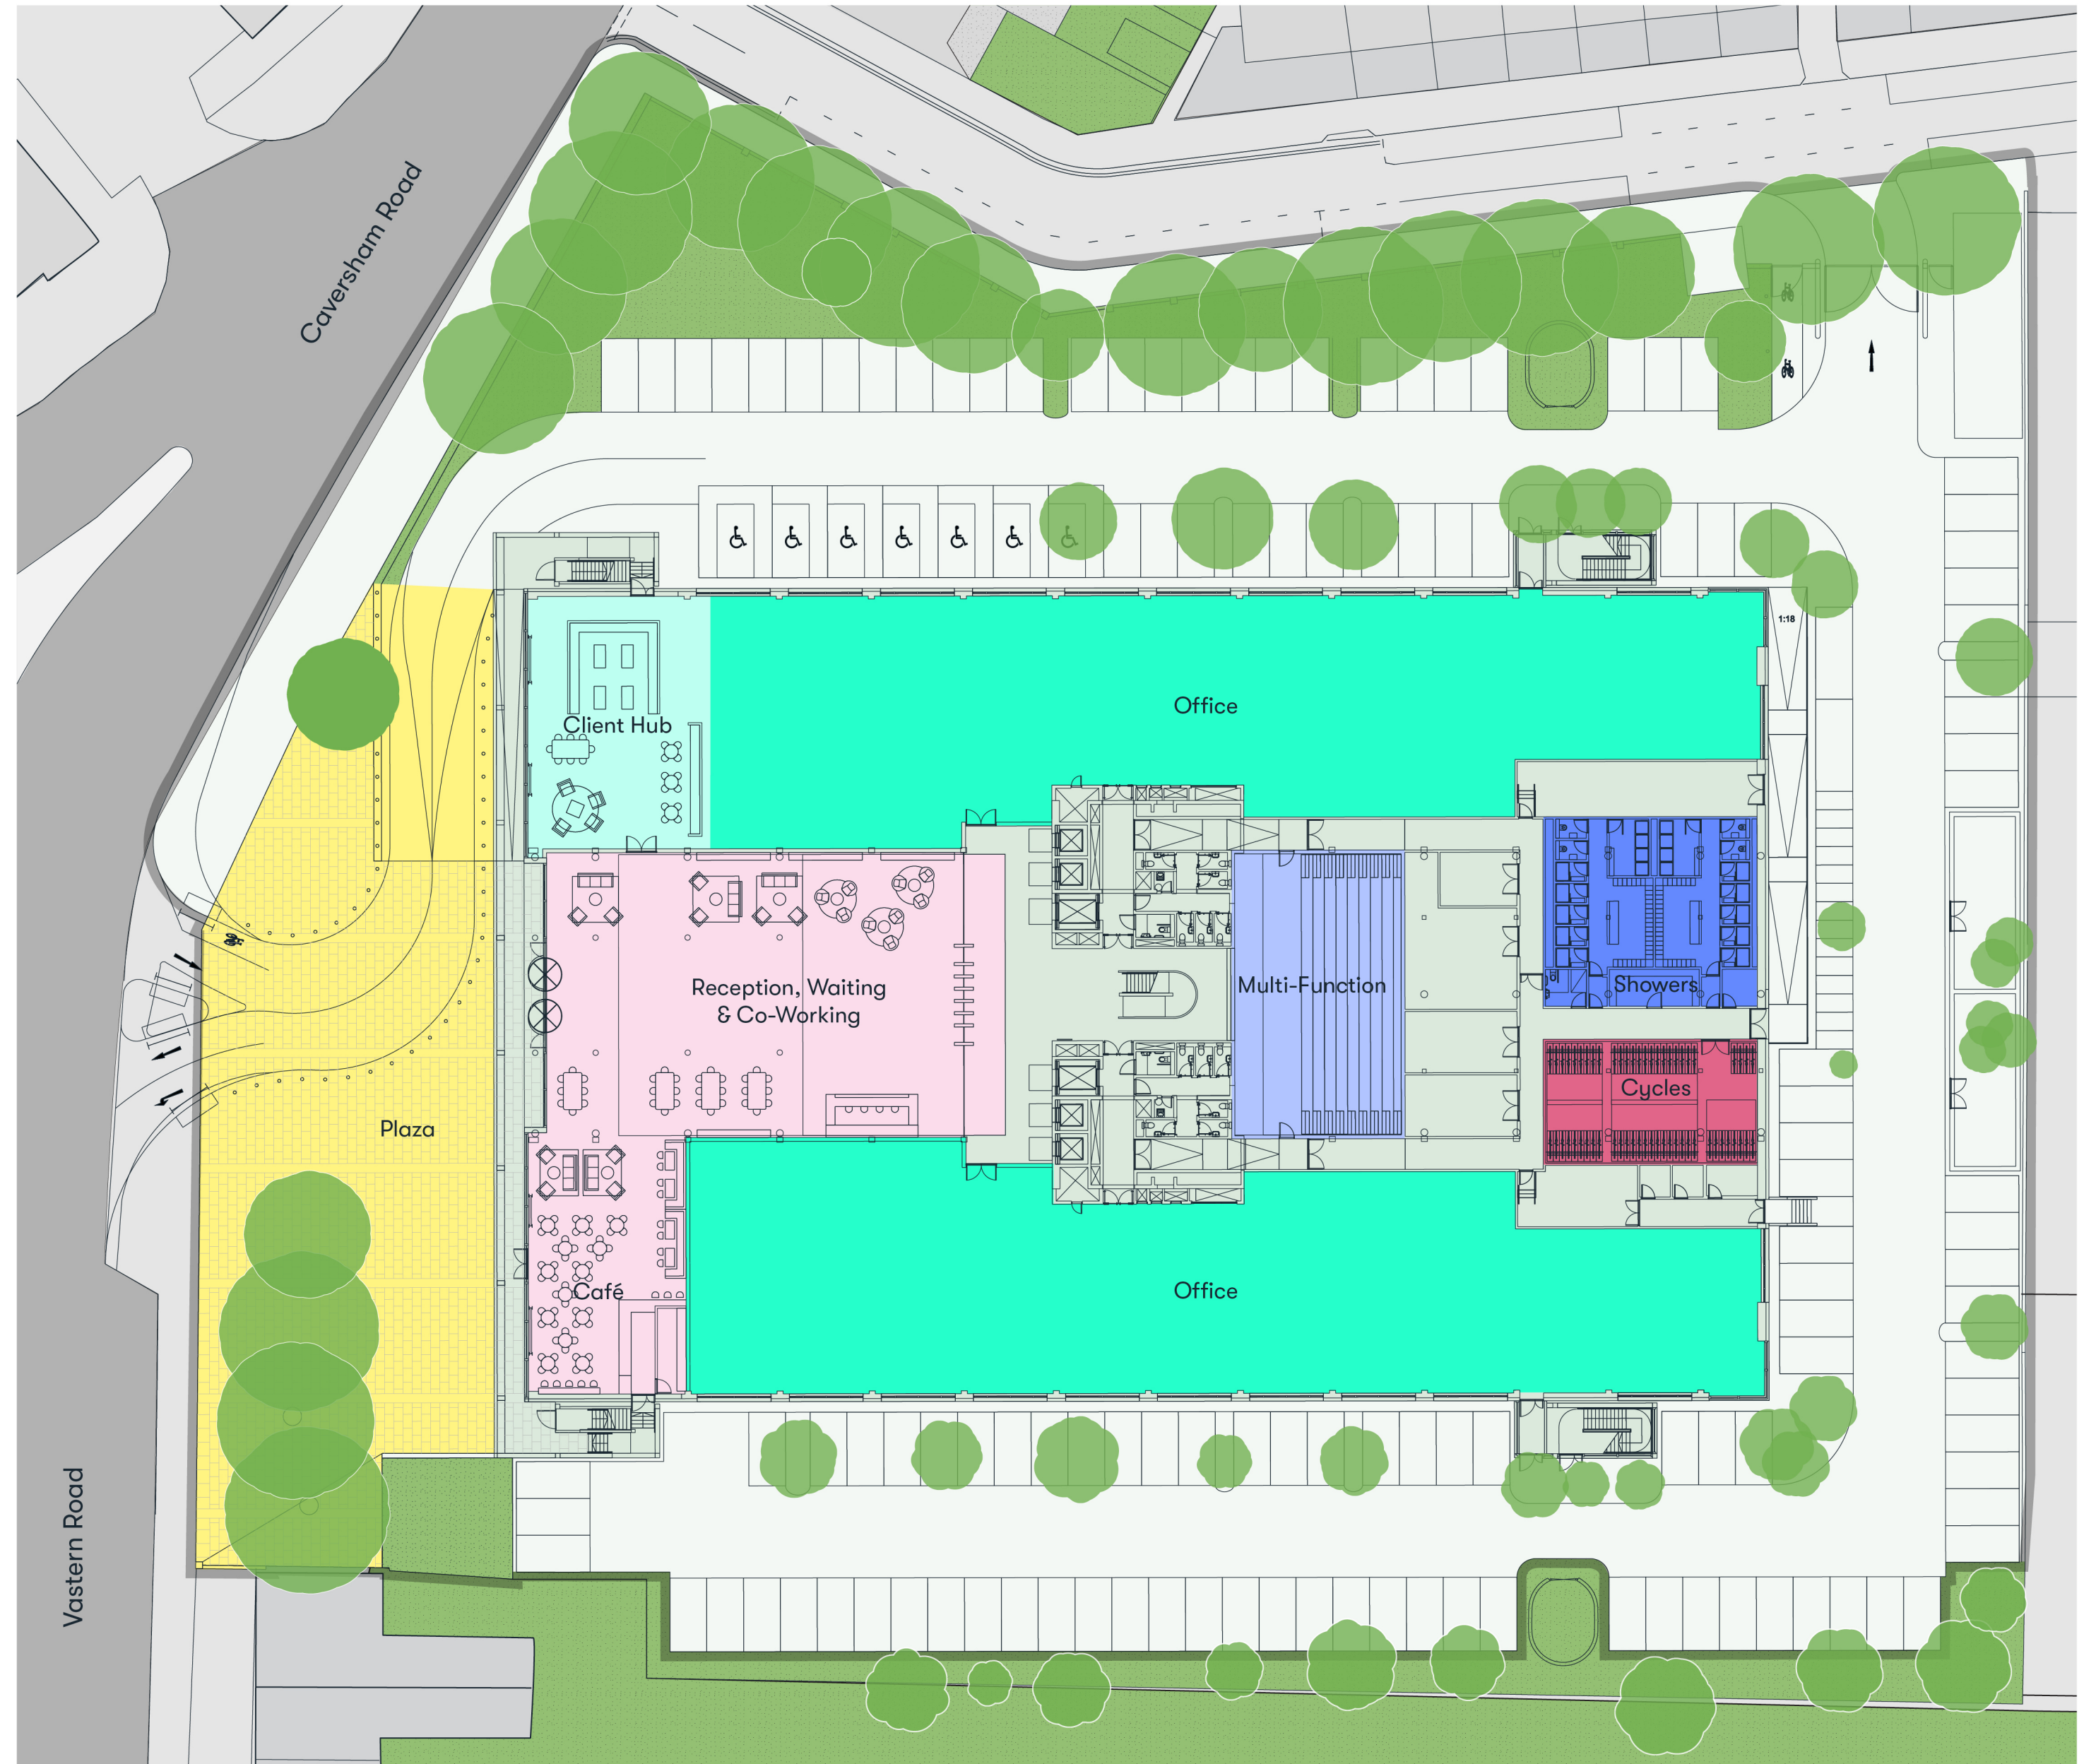 Caversham Road
1:18
Office
Client Hub
Reception, Waiting
& Co-Working
Multi-Function
Showers
Cycles
Plaza
Café
Office
Vastern Road